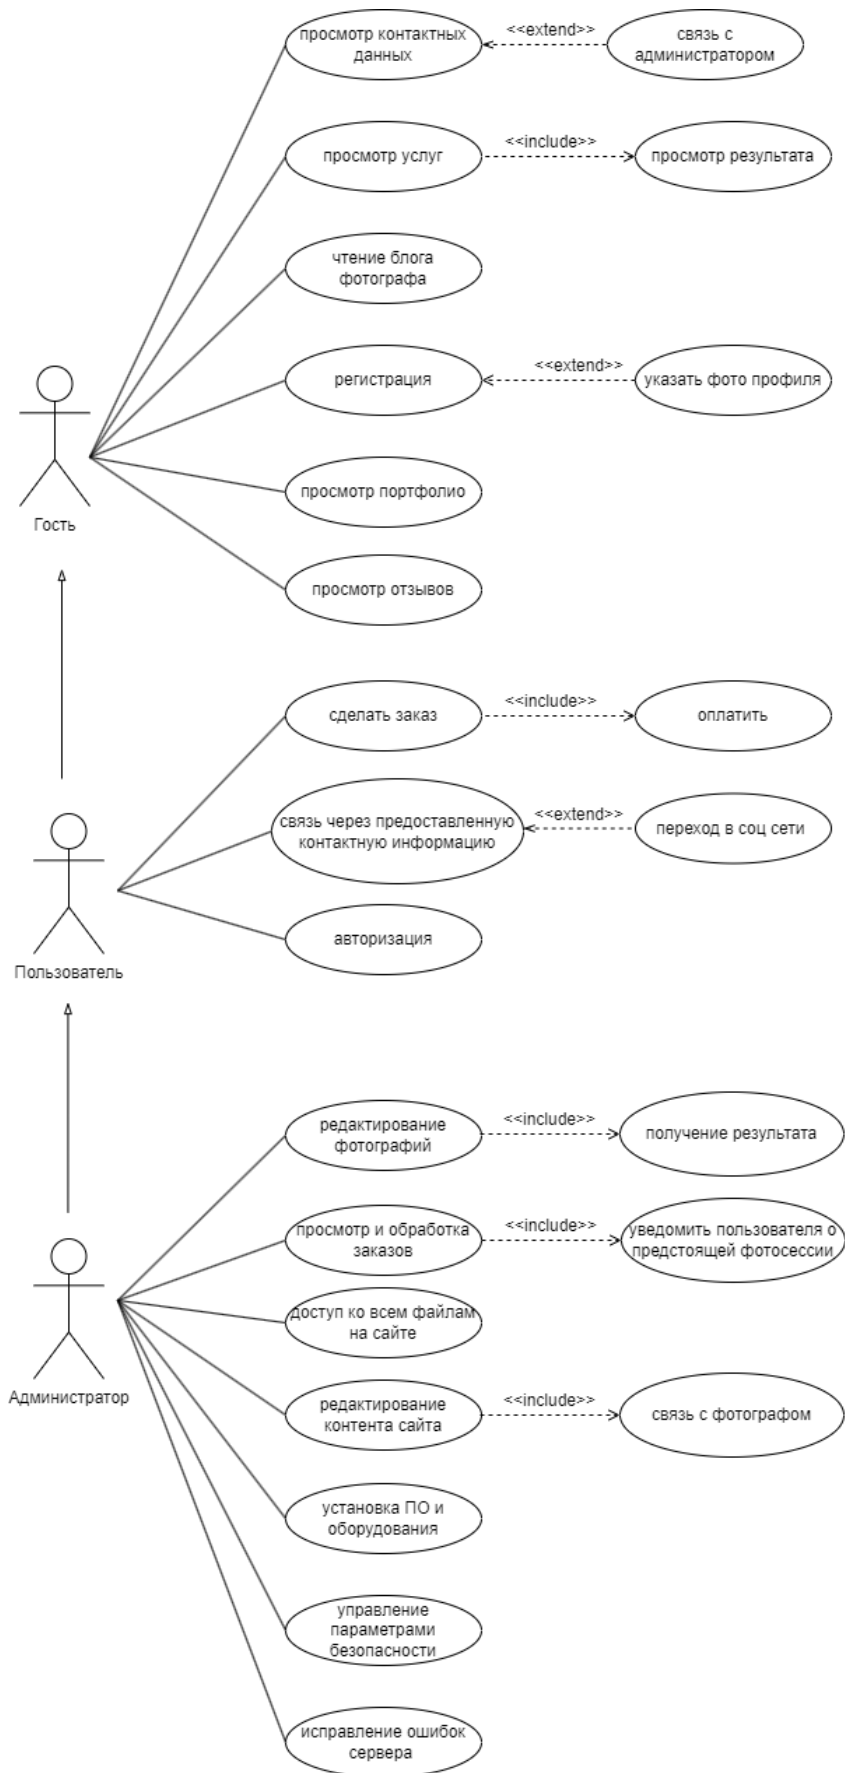 просмотр контактных
данных
<<extend>>
связь с
администратором
просмотр услуг
<<include>>
просмотр результата
чтение блога
фотографа
регистрация
<<extend>>
указать фото профиля
просмотр портфолио
Гость
просмотр отзывов
сделать заказ
<<include>>
оплатить
связь через предоставленную
контактную информацию
<<extend>>
переход в соц сети
авторизация
Пользователь
редактирование
фотографий
<<include>>
получение результата
просмотр и обработка
заказов
<<include>>
уведомить пользователя о
предстоящей фотосессии
доступ ко всем файлам
на сайте
Администратор
редактирование
контента сайта
<<include>>
связь с фотографом
установка ПО и
оборудования
управление
параметрами
безопасности
исправление ошибок
сервера